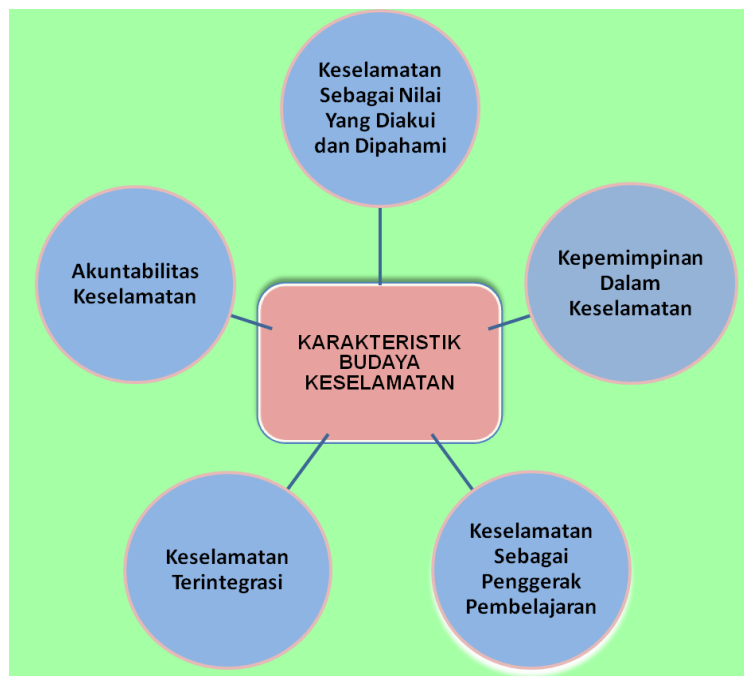 Keselamatan
Sebagai Nilai
Yang Diakui
dan Dipahami
Akuntabilitas
Keselamatan
Kepemimpinan
Dalam
Keselamatan
KARAKTERISTIK
BUDAYA
KESELAMATAN
Keselamatan
Terintegrasi
Keselamatan
Sebagai
Penggerak
Pembelajaran